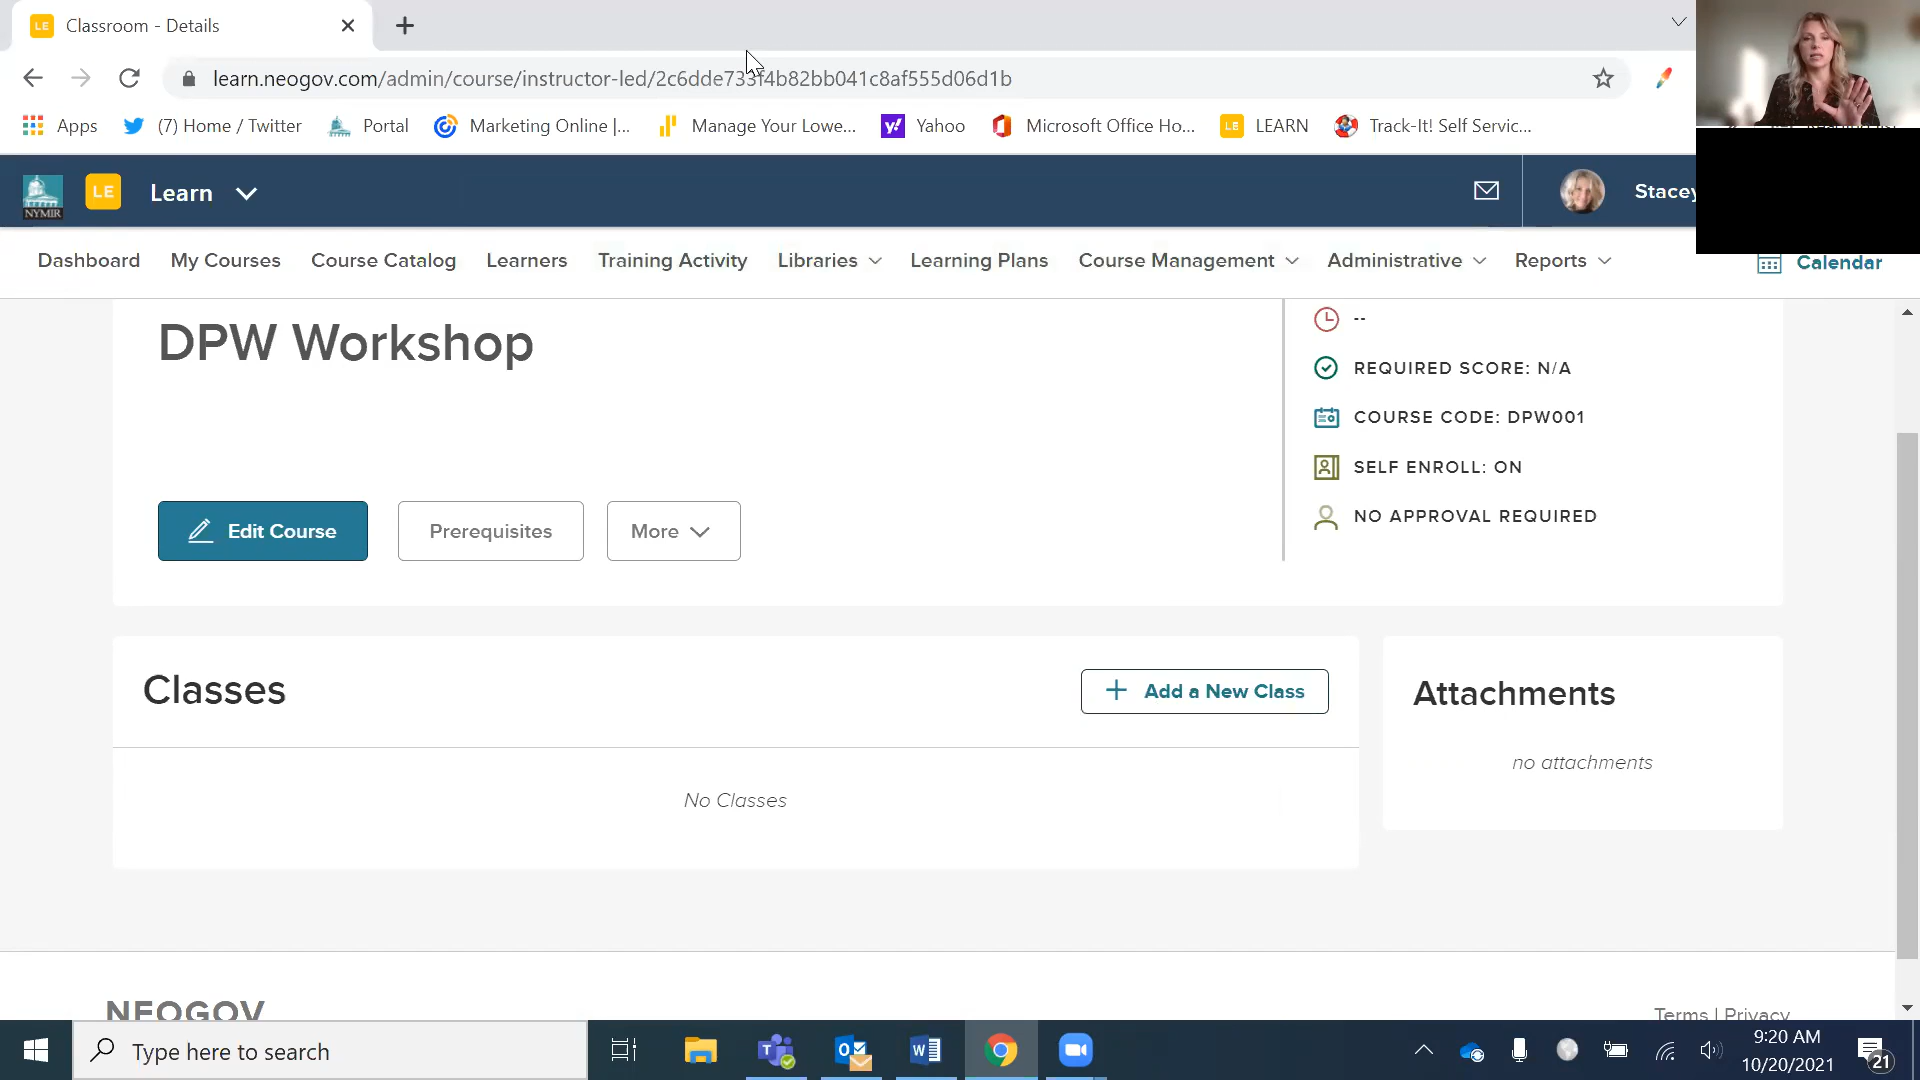 LE Classroom - Details
learn.neogov.com/admin/course/instructor-led/2c6dde733f4b82bb041c8af555d06d1b
Apps (7) Home / Twitter Portal Marketing Online |... Manage Your Lowe... Yahoo Microsoft Office Ho... LE LEARN Track-It! Self Servic...
NYMIR LE Learn Stacey
Dashboard My Courses Course Catalog Learners Training Activity Libraries Learning Plans Course Management Administrative Reports Calendar
DPW Workshop
--
REQUIRED SCORE: N/A
COURSE CODE: DPW001
SELF ENROLL: ON
NO APPROVAL REQUIRED
Edit Course Prerequisites More
Classes
+ Add a New Class
No Classes
Attachments
no attachments
NEOGOV
Terms | Privacy
Type here to search
9:20 AM
10/20/2021
21